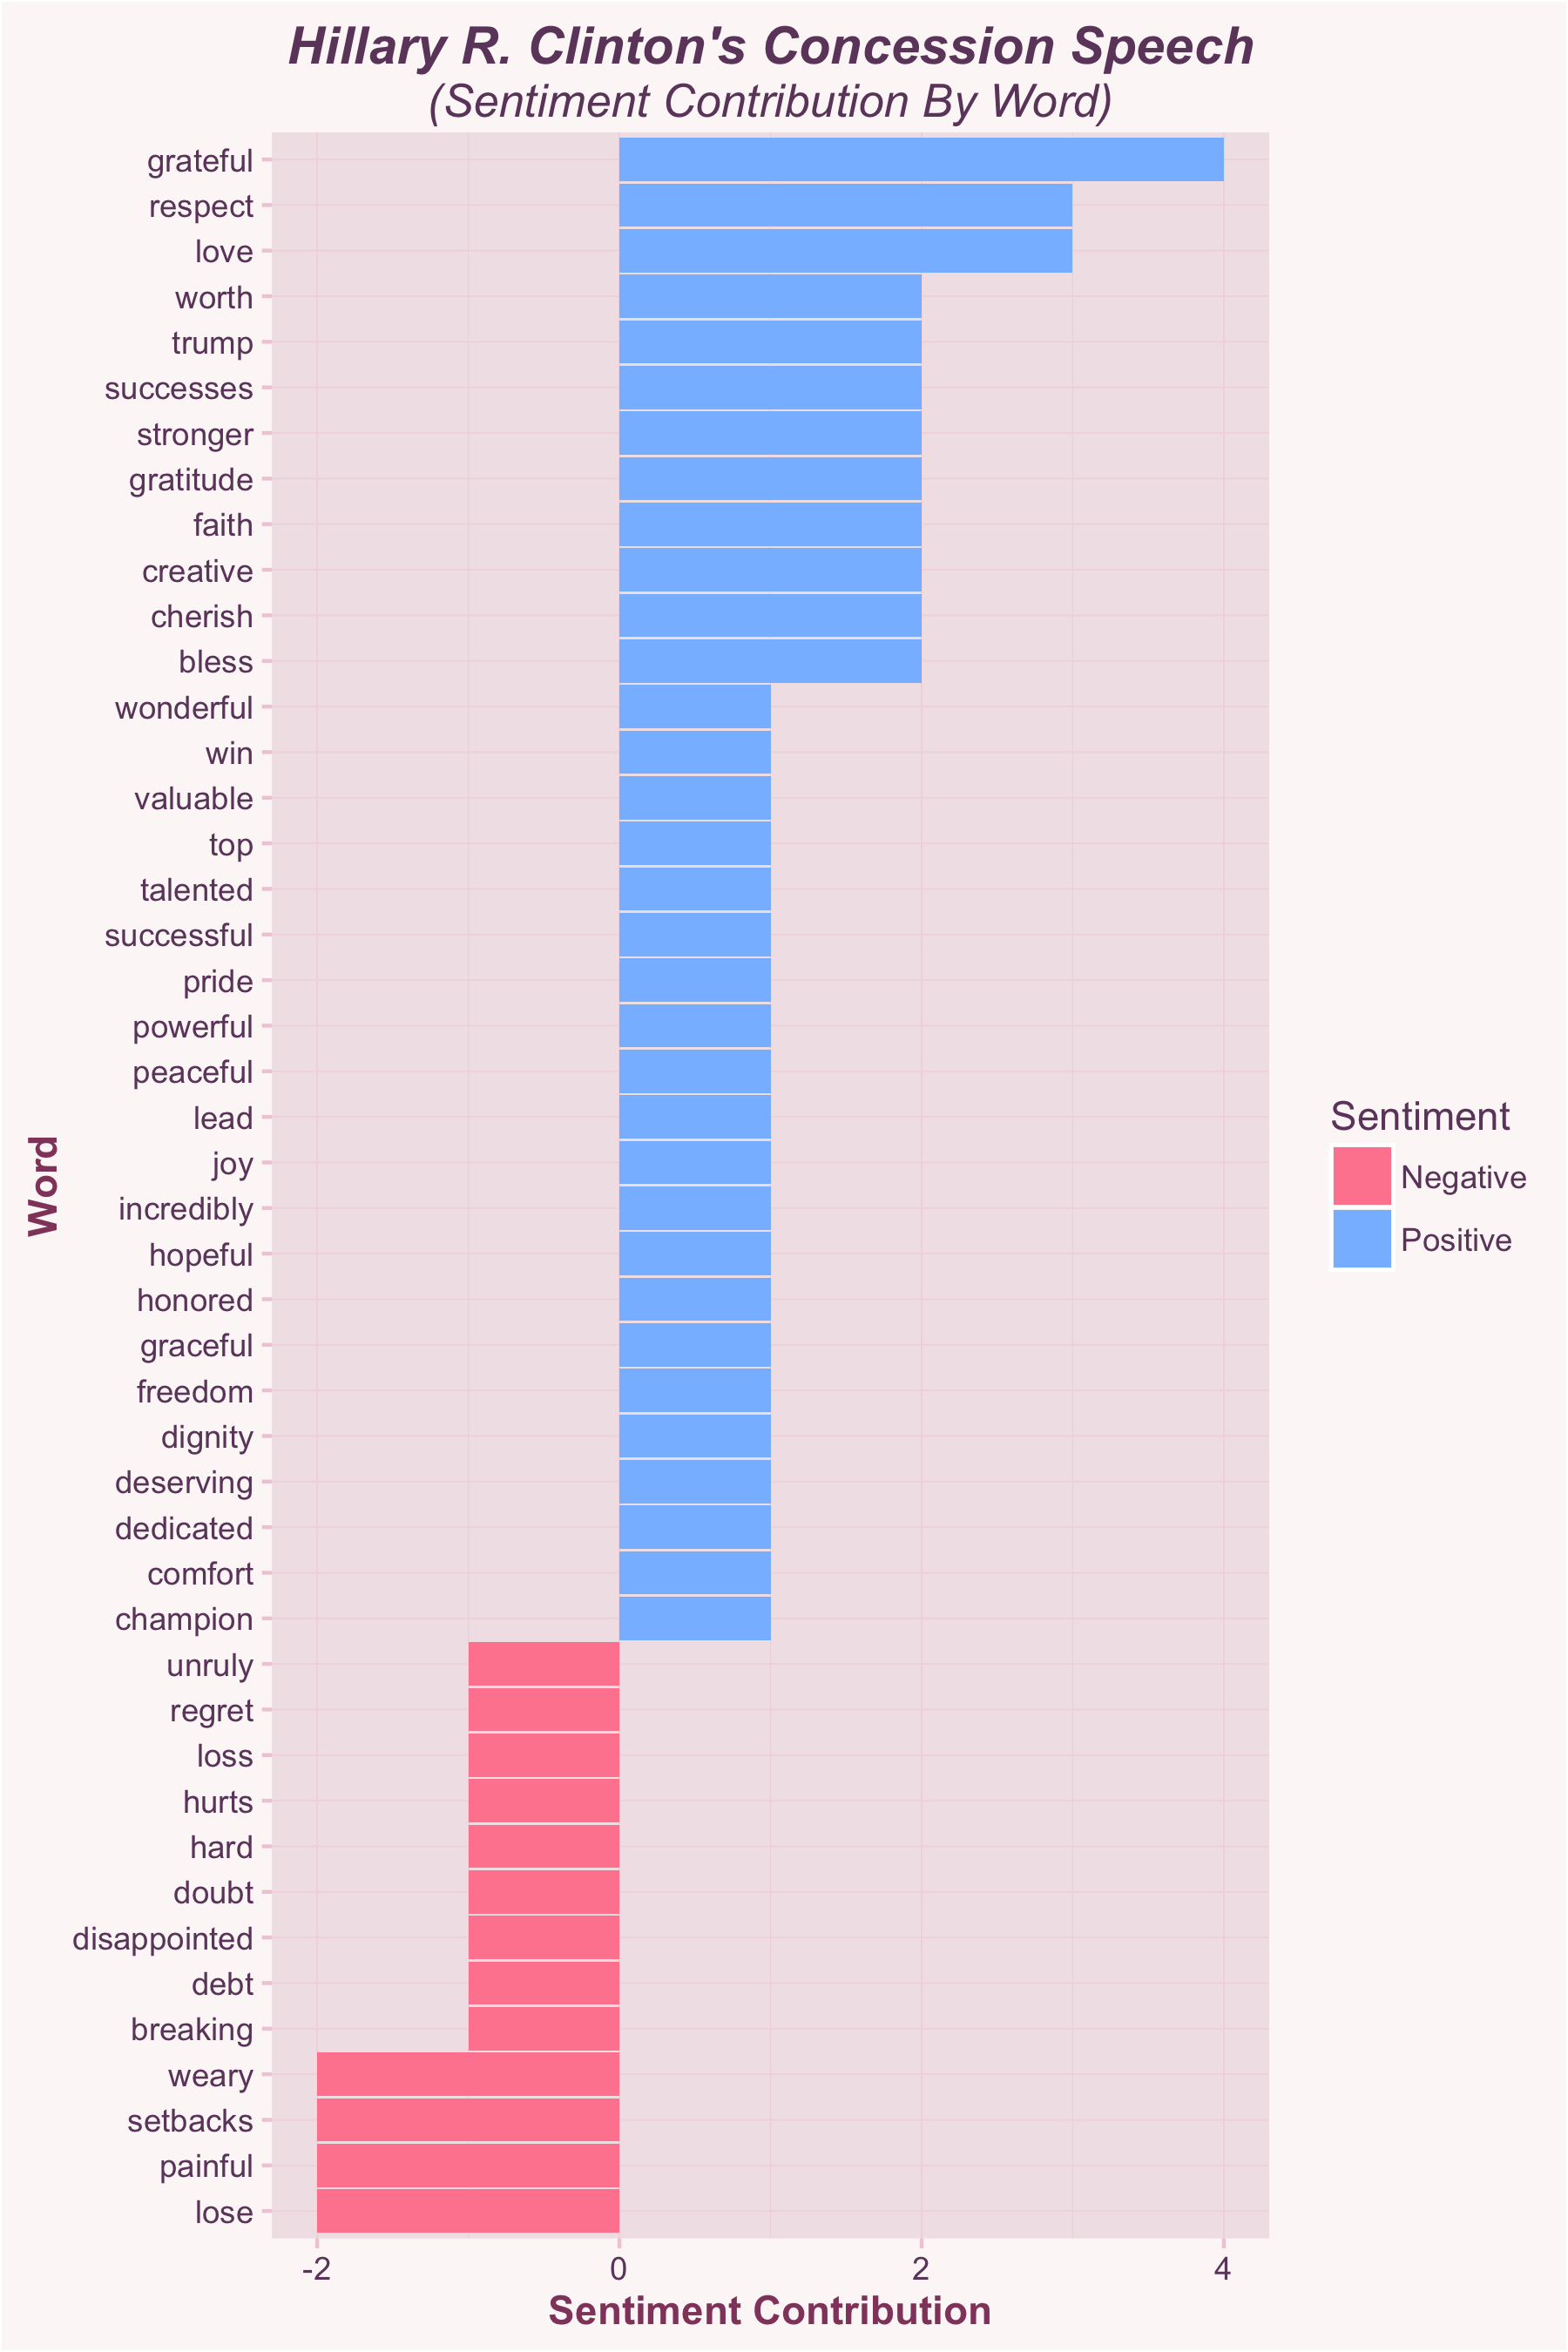 Hillary R. Clinton's Concession Speech
(Sentiment Contribution By Word)
grateful
respect
love
worth
trump
successes
stronger
gratitude
faith
creative
cherish
bless
wonderful
win
valuable
top
talented
successful
pride
powerful
peaceful
lead
joy
incredibly
hopeful
honored
graceful
freedom
dignity
deserving
dedicated
comfort
champion
unruly
regret
loss
hurts
hard
doubt
disappointed
debt
breaking
weary
setbacks
painful
lose
Word
-2 0 2 4
Sentiment Contribution
Sentiment
Negative
Positive